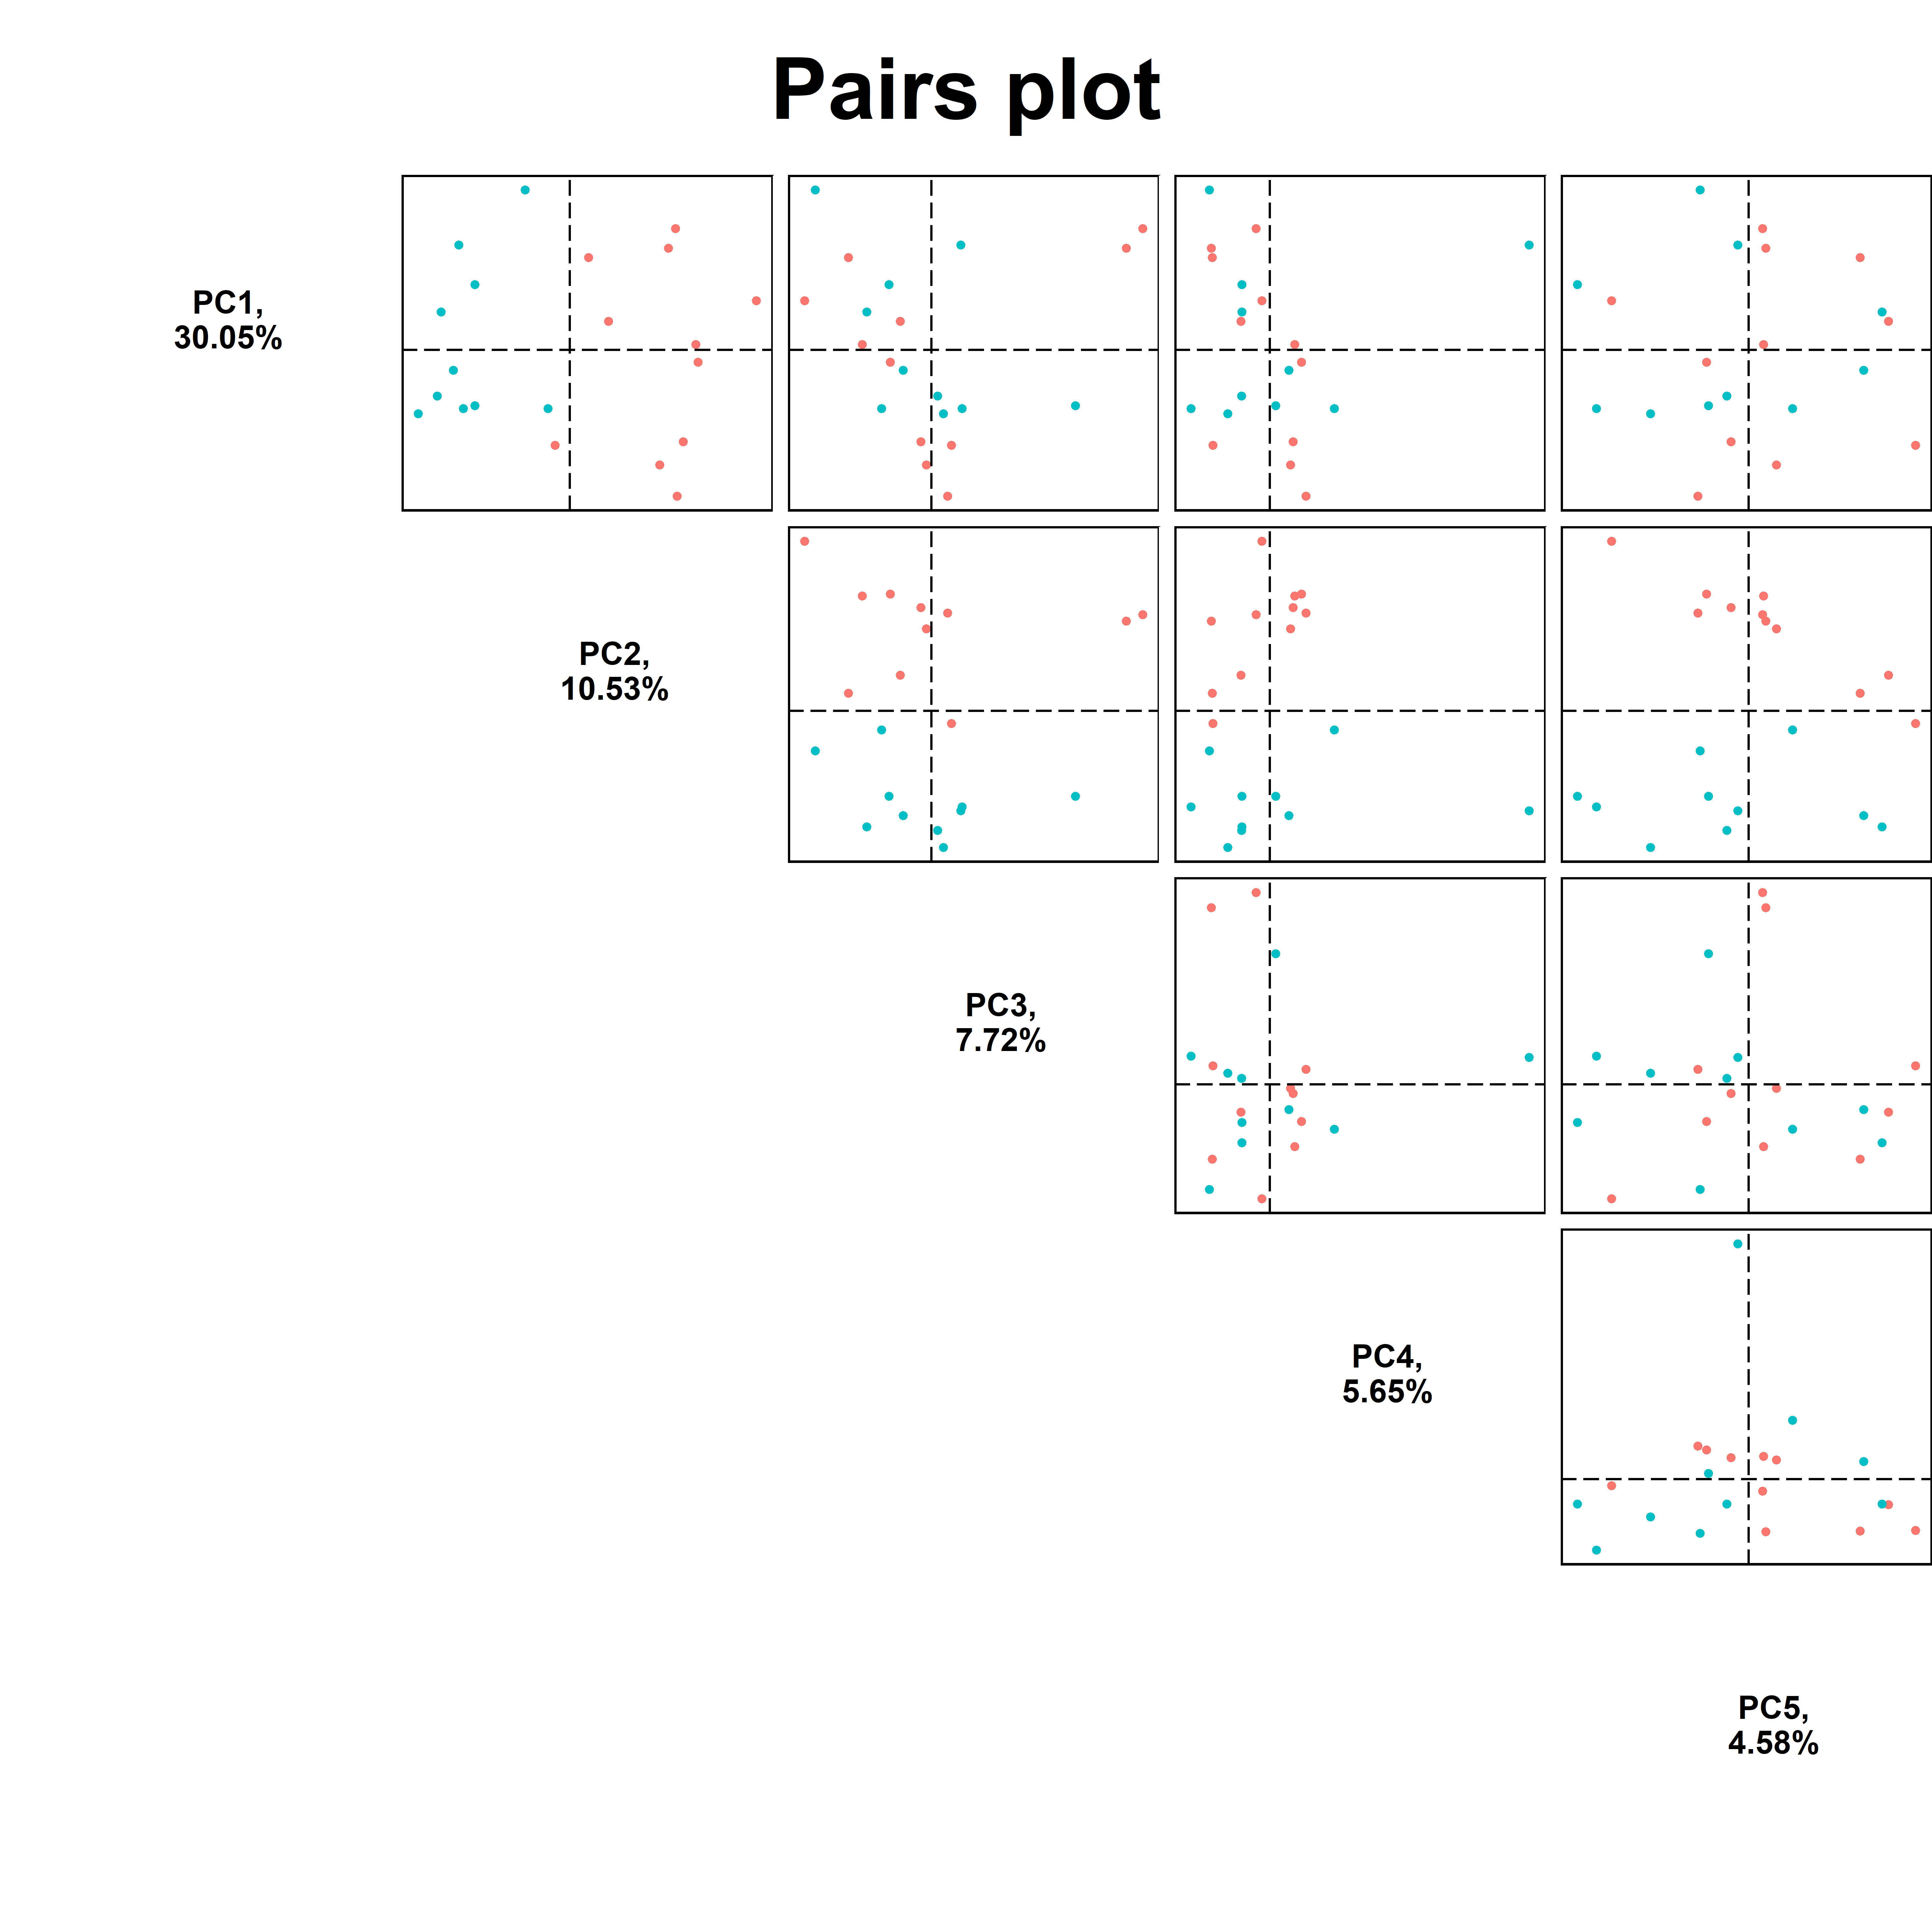 Pairs plot
PC1,
30.05%
PC2,
10.53%
PC3,
7.72%
PC4,
5.65%
PC5,
4.58%